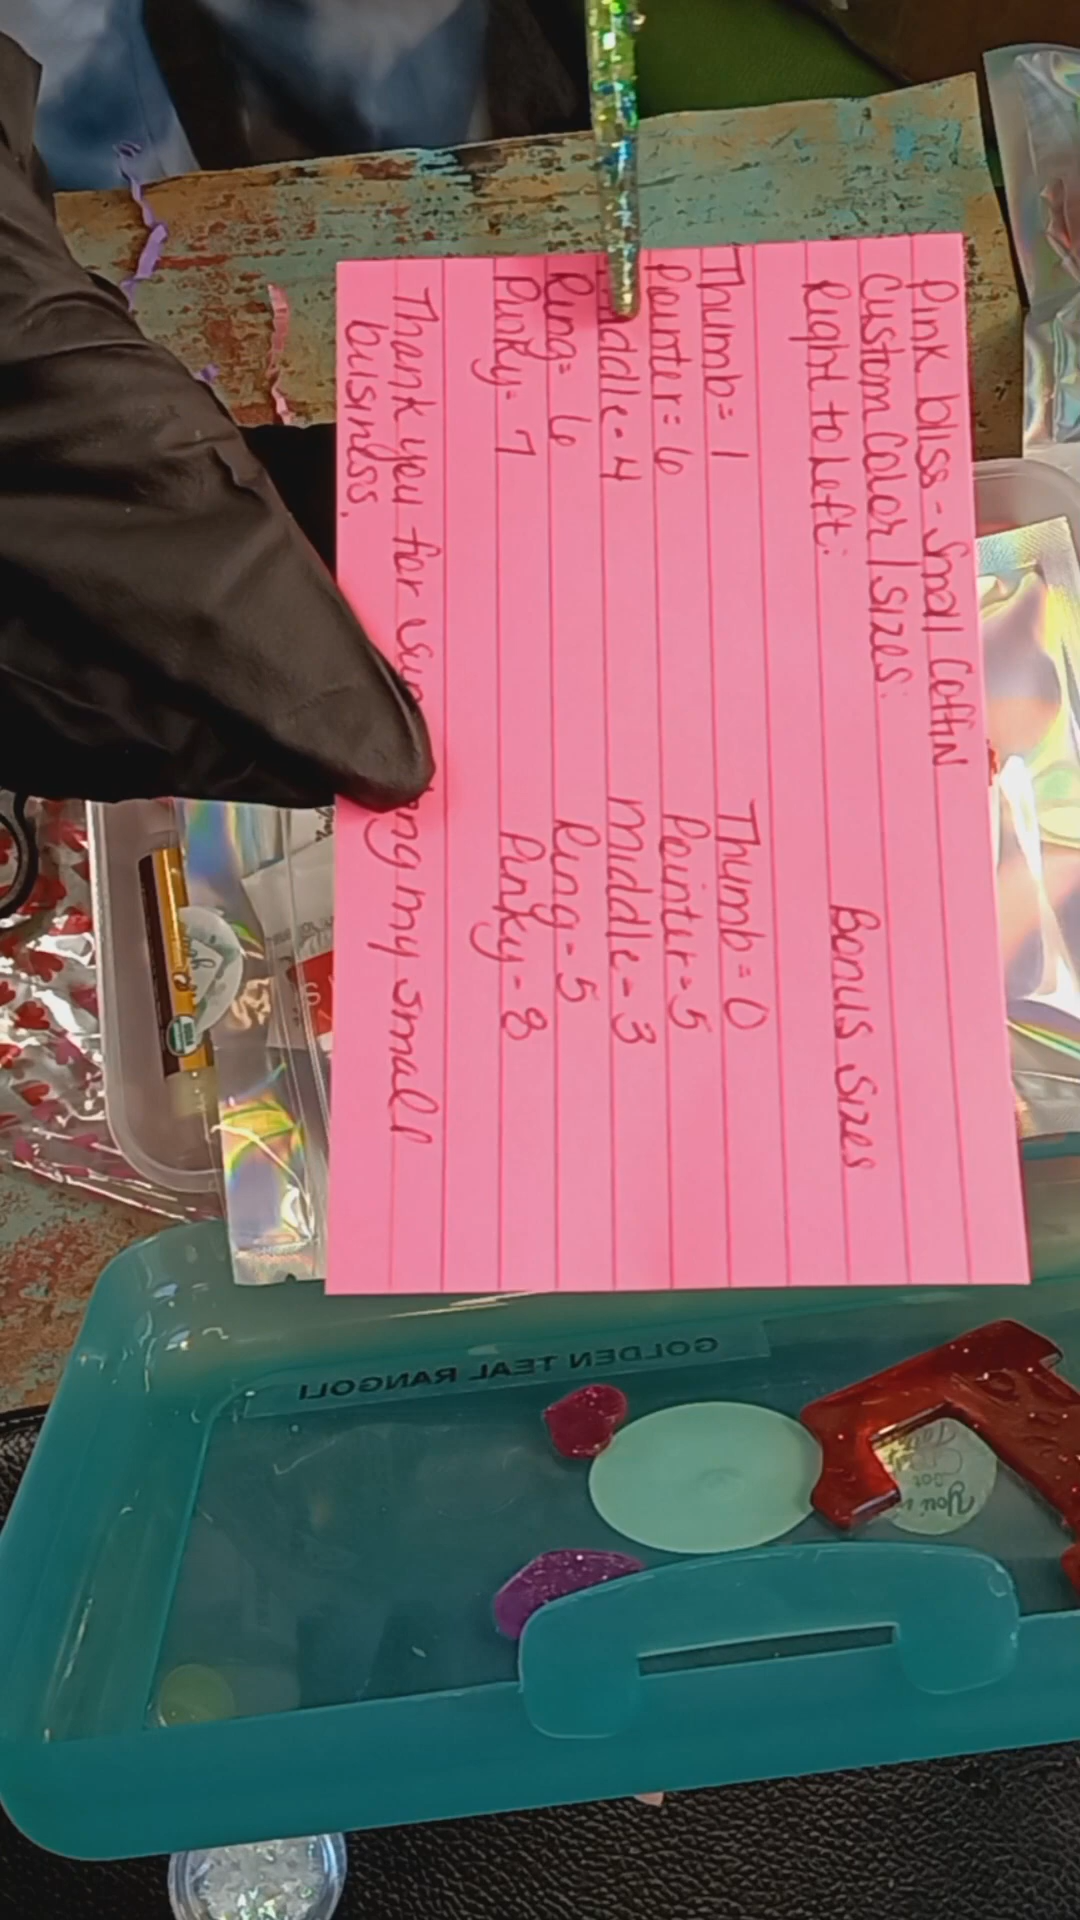 Pink bliss - Small Coffin
Custom Color / Sizes:
Right to Left:
Bonus Sizes
Thumb = 1
Pointer = 6
Middle - 4
Ring = 6
Pinky - 7
Thumb = 0
Pointer - 5
Middle - 3
Ring - 5
Pinky - 8
Thank you for my small
buisness.
GOLDEN TEAL RANGOLI
You